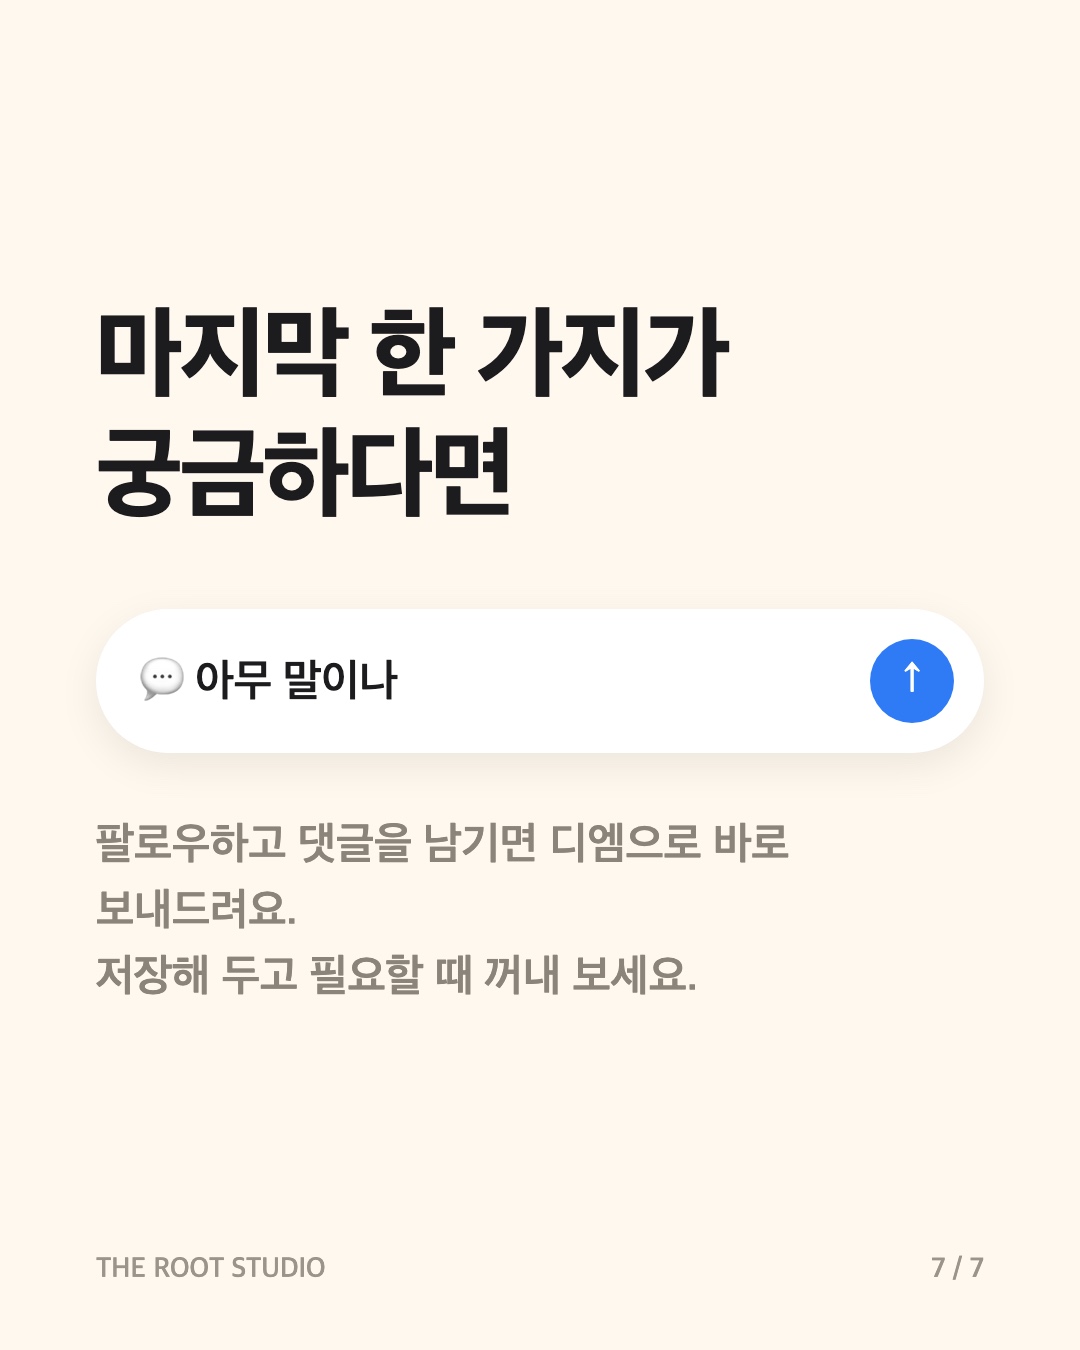 마지막 한 가지가
궁금하다면
💬 아무 말이나
↑
팔로우하고 댓글을 남기면 디엠으로 바로
보내드려요.
저장해 두고 필요할 때 꺼내 보세요.
THE ROOT STUDIO
7 / 7